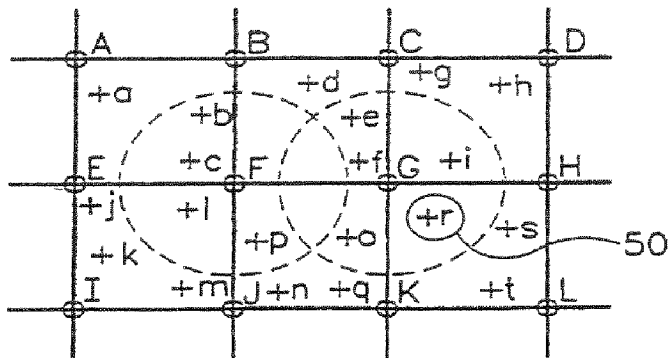 A B C D
+a +d +g +h
+b +e
+c F +f G +i H
E
+j +l
+p +o +r +s
+k 50
I +m J +n +q K +t L